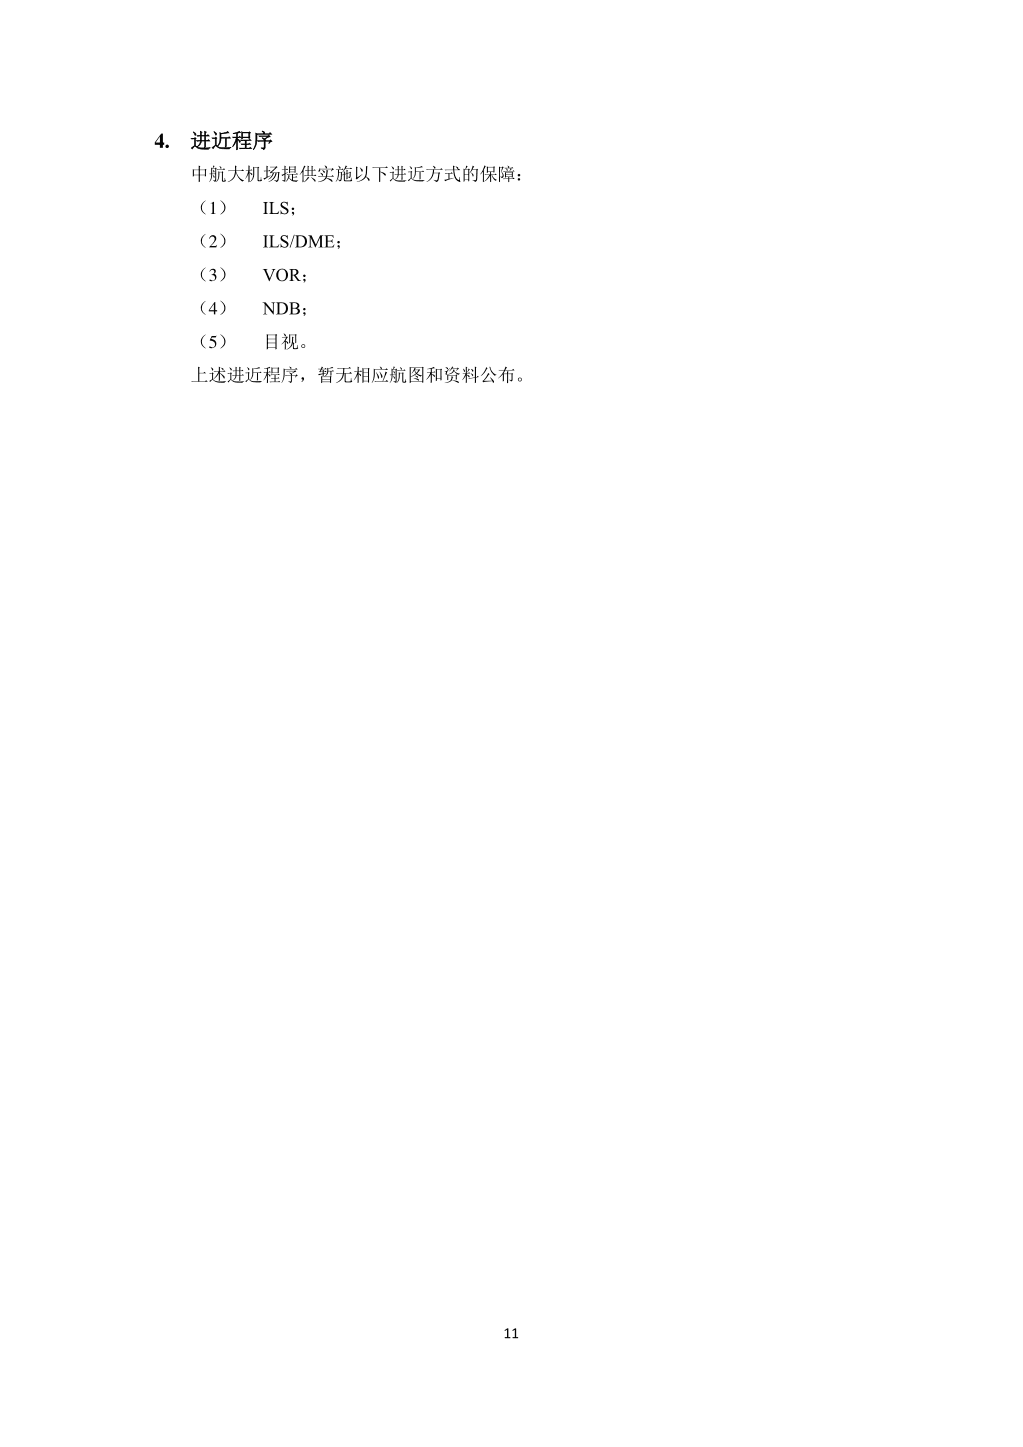 4. 进近程序
中航大机场提供实施以下进近方式的保障：
（1） ILS；
（2） ILS/DME；
（3） VOR；
（4） NDB；
（5） 目视。
上述进近程序，暂无相应航图和资料公布。
11